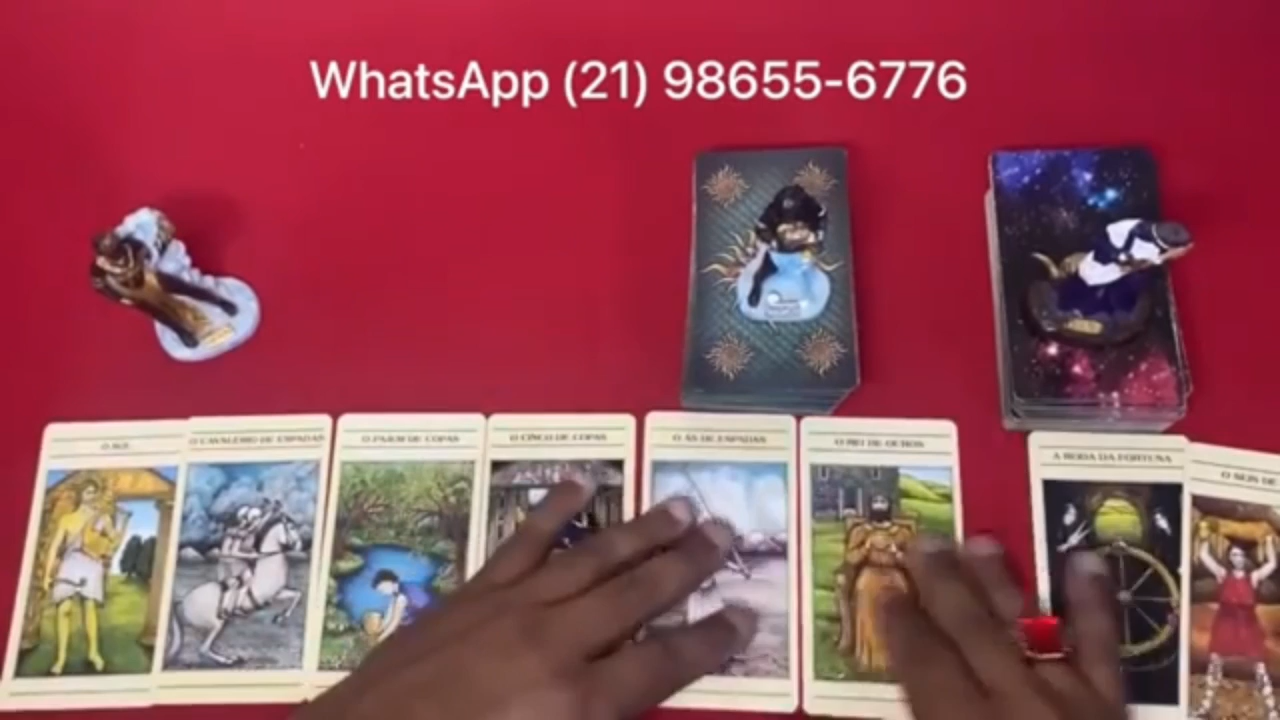 WhatsApp (21) 98655-6776
O SOL
O CAVALEIRO DE ESPADAS
O PAJEM DE COPAS
O CINCO DE COPAS
O ÁS DE ESPADAS
O REI DE OUROS
A RODA DA FORTUNA
O SEIS DE